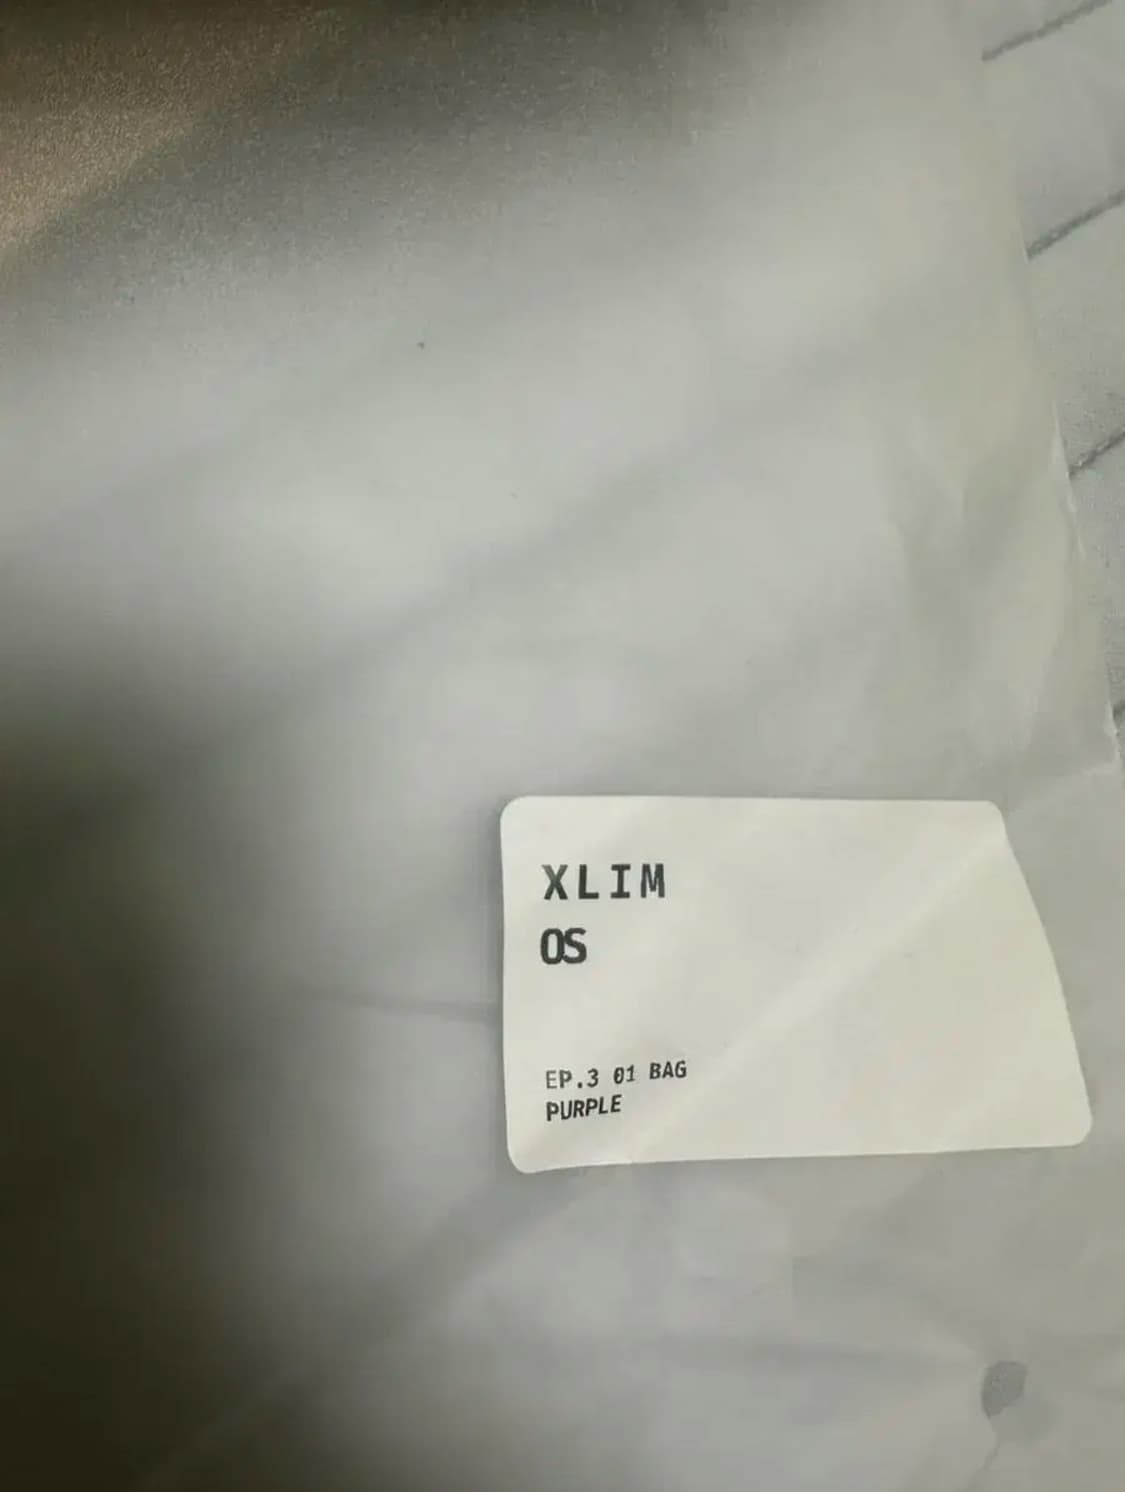 XLIM
OS
EP.3 01 BAG
PURPLE